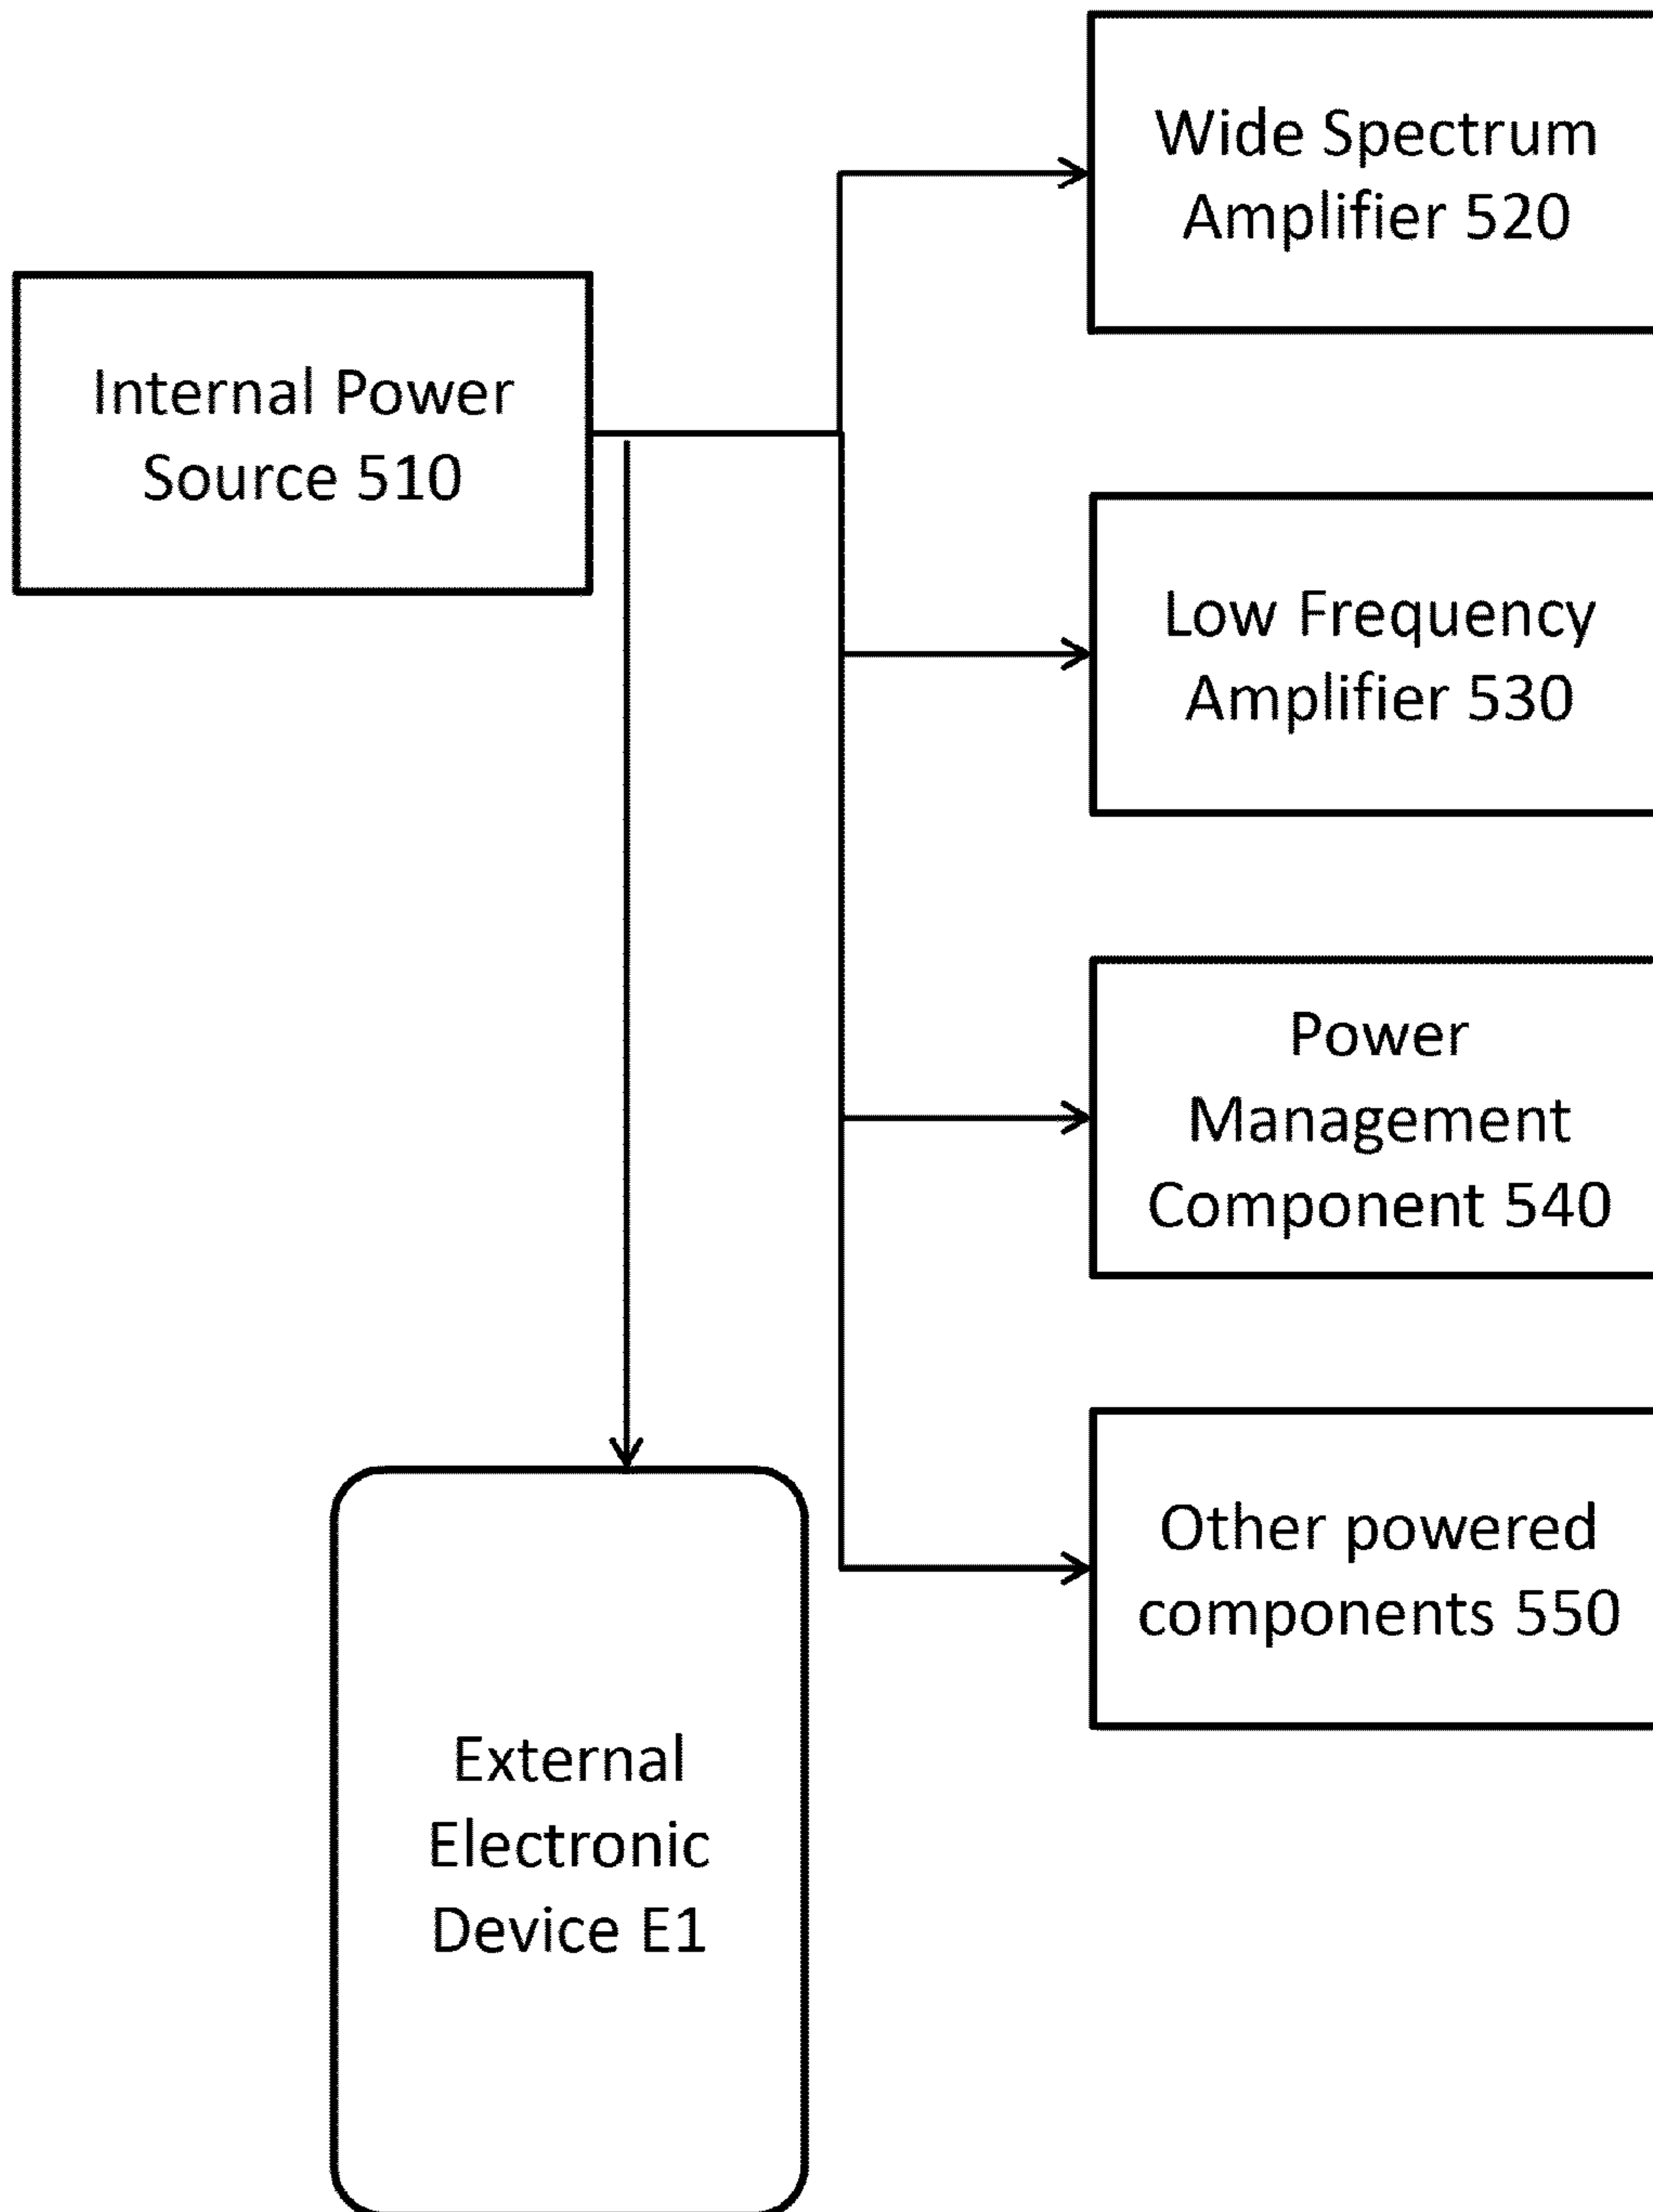 Wide Spectrum
Amplifier 520
Internal Power
Source 510
Low Frequency
Amplifier 530
Power
Management
Component 540
Other powered
components 550
External
Electronic
Device E1